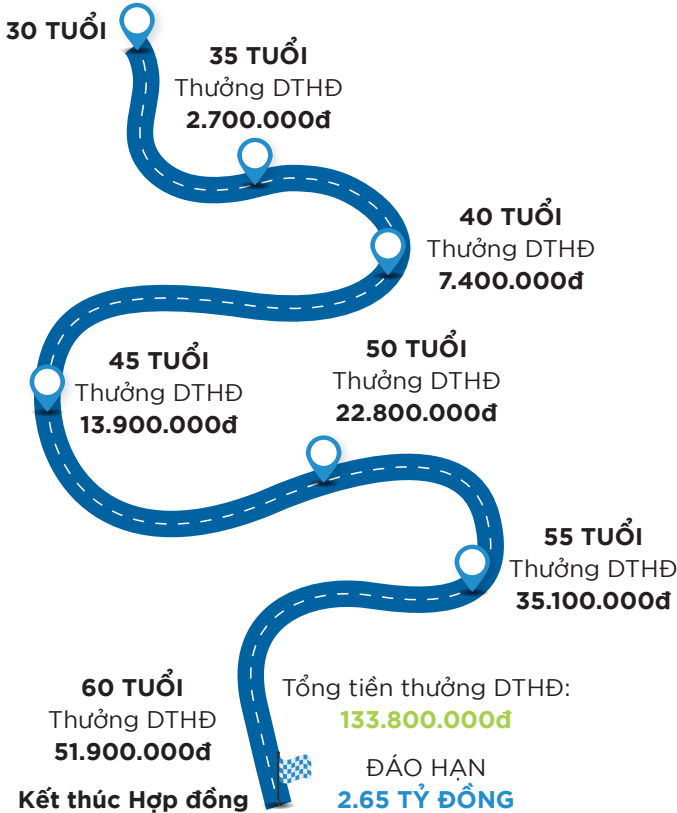 30 TUỔI
35 TUỔI
Thưởng DTHĐ
2.700.000đ
40 TUỔI
Thưởng DTHĐ
7.400.000đ
45 TUỔI
Thưởng DTHĐ
13.900.000đ
50 TUỔI
Thưởng DTHĐ
22.800.000đ
55 TUỔI
Thưởng DTHĐ
35.100.000đ
60 TUỔI
Thưởng DTHĐ
51.900.000đ
Kết thúc Hợp đồng
Tổng tiền thưởng DTHĐ:
133.800.000đ
ĐÁO HẠN
2.65 TỶ ĐỒNG